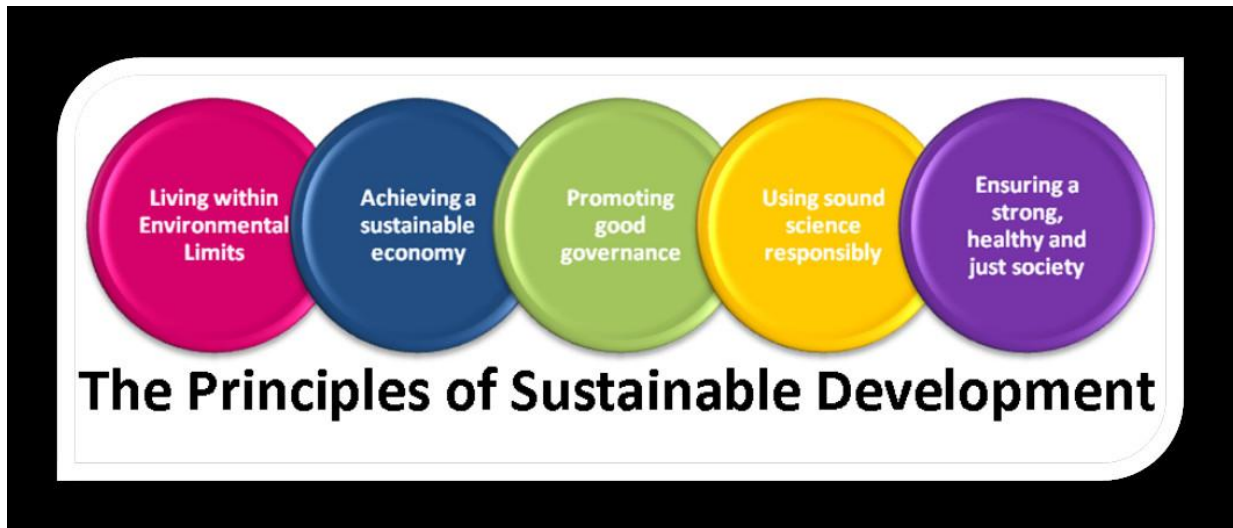 Living within
Environmental
Limits
Achieving a
sustainable
economy
Promoting
good
governance
Using sound
science
responsibly
Ensuring a
strong,
healthy and
just society
The Principles of Sustainable Development